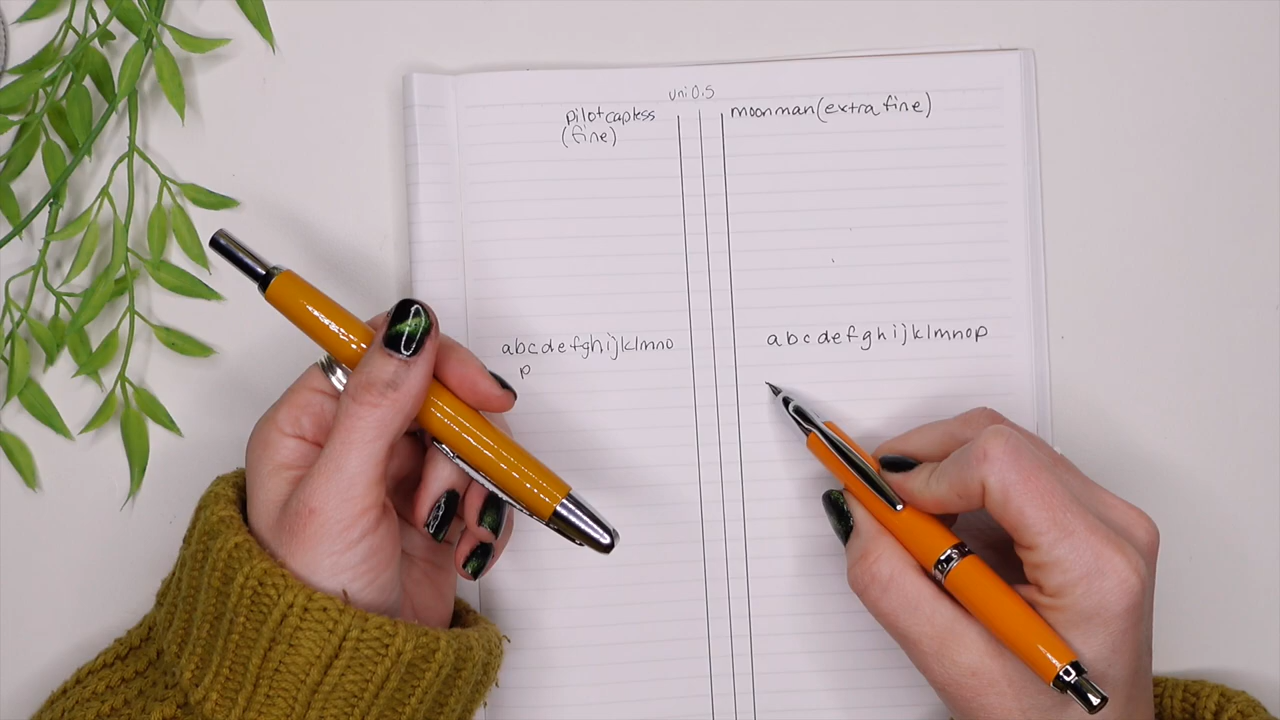 uni 0.5
pilot capless
(fine)
moonman (extra fine)
abcdefghijklmno
p
abcdefghijklmnop